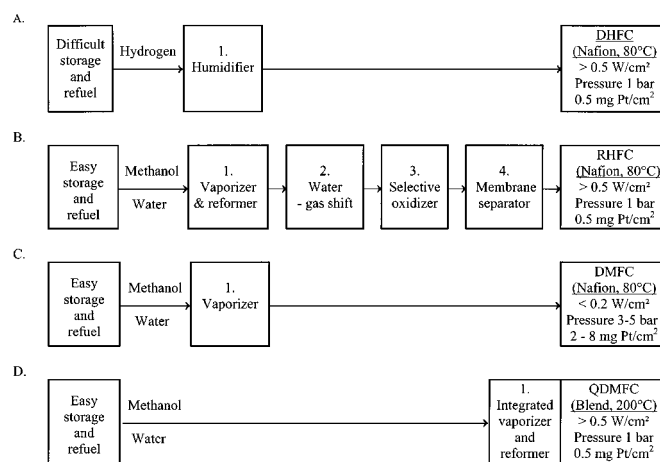 A.
Difficult
storage
and
refuel
Hydrogen
1.
Humidifier
DHFC
(Nafion, 80°C)
> 0.5 W/cm²
Pressure 1 bar
0.5 mg Pt/cm²
B.
Easy
storage
and
refuel
Methanol
Water
1.
Vaporizer
& reformer
2.
Water
- gas shift
3.
Selective
oxidizer
4.
Membrane
separator
RHFC
(Nafion, 80°C)
> 0.5 W/cm²
Pressure 1 bar
0.5 mg Pt/cm²
C.
Easy
storage
and
refuel
Methanol
Water
1.
Vaporizer
DMFC
(Nafion, 80°C)
< 0.2 W/cm²
Pressure 3-5 bar
2 - 8 mg Pt/cm²
D.
Easy
storage
and
refuel
Methanol
Water
1.
Integrated
vaporizer
and
reformer
QDMFC
(Blend, 200°C)
> 0.5 W/cm²
Pressure 1 bar
0.5 mg Pt/cm²